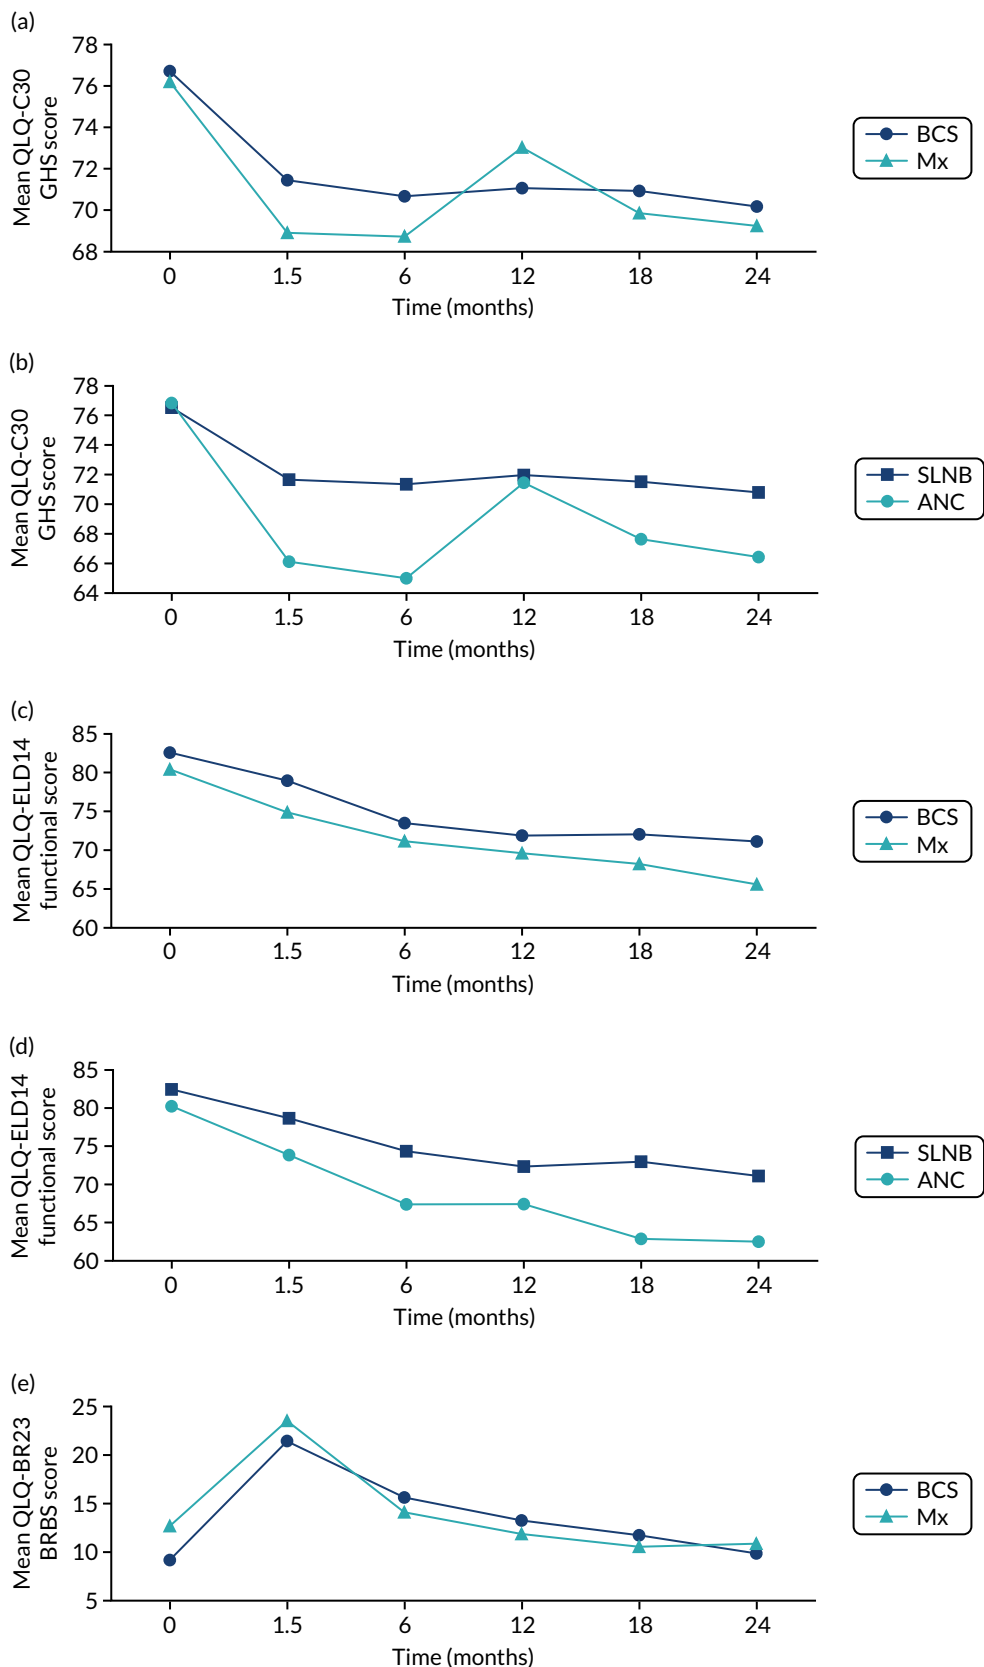 (a)
Mean QLQ-C30
GHS score
78
76
74
72
70
68
0 1.5 6 12 18 24
Time (months)
BCS
Mx
(b)
Mean QLQ-C30
GHS score
78
76
74
72
70
68
66
64
0 1.5 6 12 18 24
Time (months)
SLNB
ANC
(c)
Mean QLQ-ELD14
functional score
85
80
75
70
65
60
0 1.5 6 12 18 24
Time (months)
BCS
Mx
(d)
Mean QLQ-ELD14
functional score
85
80
75
70
65
60
0 1.5 6 12 18 24
Time (months)
SLNB
ANC
(e)
Mean QLQ-BR23
BRBS score
25
20
15
10
5
0 1.5 6 12 18 24
Time (months)
BCS
Mx